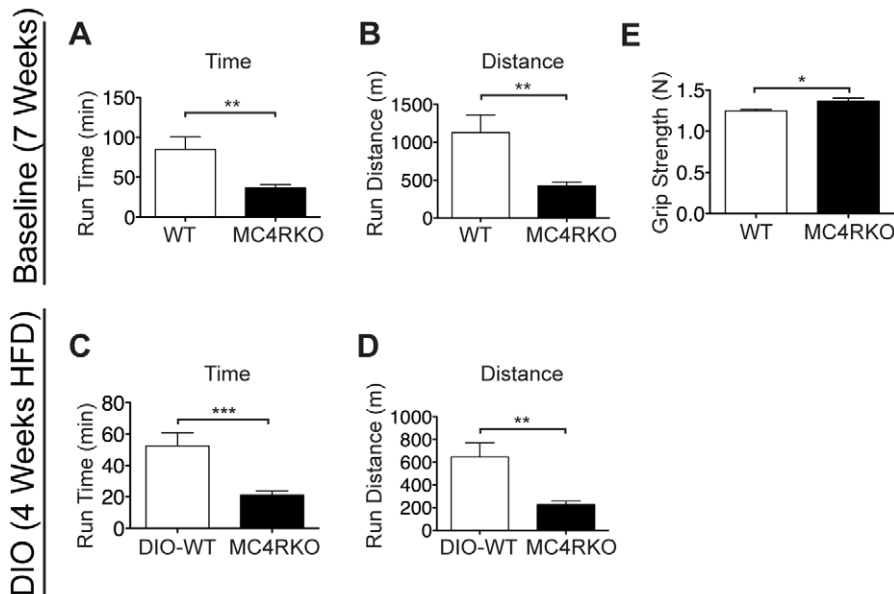 Baseline (7 Weeks)
A
Time
Run Time (min)
150
100
50
0
**
WT
MC4RKO
B
Distance
Run Distance (m)
1500
1000
500
0
**
WT
MC4RKO
E
Grip Strength (N)
1.5
1.0
0.5
0.0
*
WT
MC4RKO
DIO (4 Weeks HFD)
C
Time
Run Time (min)
80
60
40
20
0
***
DIO-WT
MC4RKO
D
Distance
Run Distance (m)
1000
800
600
400
200
0
**
DIO-WT
MC4RKO